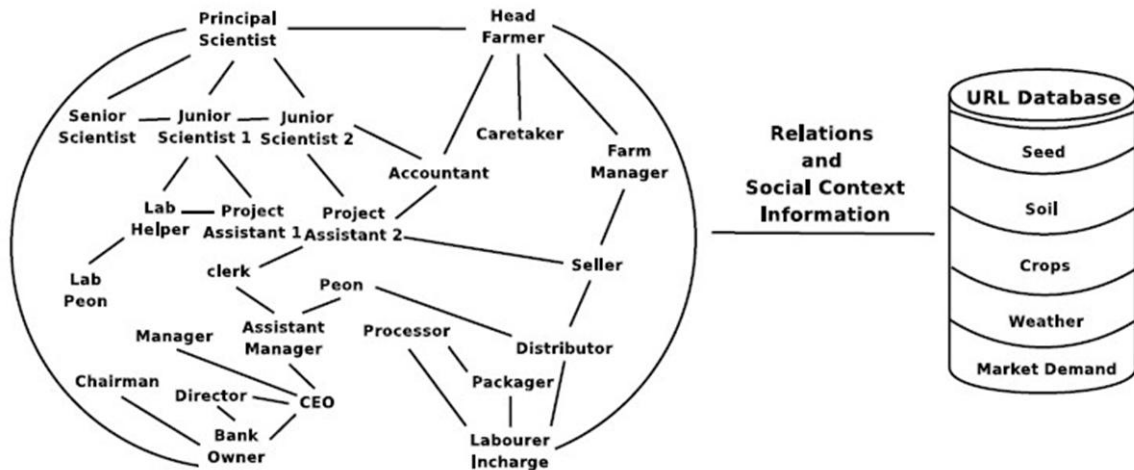 Principal
Scientist
Head
Farmer
Senior
Scientist
Junior
Scientist 1
Junior
Scientist 2
Caretaker
Accountant
Farm
Manager
Lab
Helper
Project
Assistant 1
Project
Assistant 2
clerk
Lab
Peon
Peon
Seller
Manager
Assistant
Manager
Processor
Distributor
Chairman
Director
CEO
Packager
Bank
Owner
Labourer
Incharge
Relations
and
Social Context
Information
URL Database
Seed
Soil
Crops
Weather
Market Demand